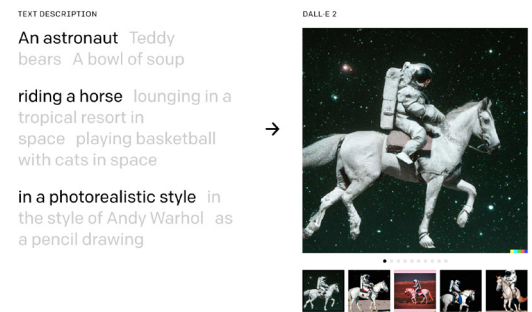 TEXT DESCRIPTION
An astronaut Teddy
bears A bowl of soup
riding a horse lounging in a
tropical resort in
space playing basketball
with cats in space
in a photorealistic style in
the style of Andy Warhol as
a pencil drawing
DALL·E 2